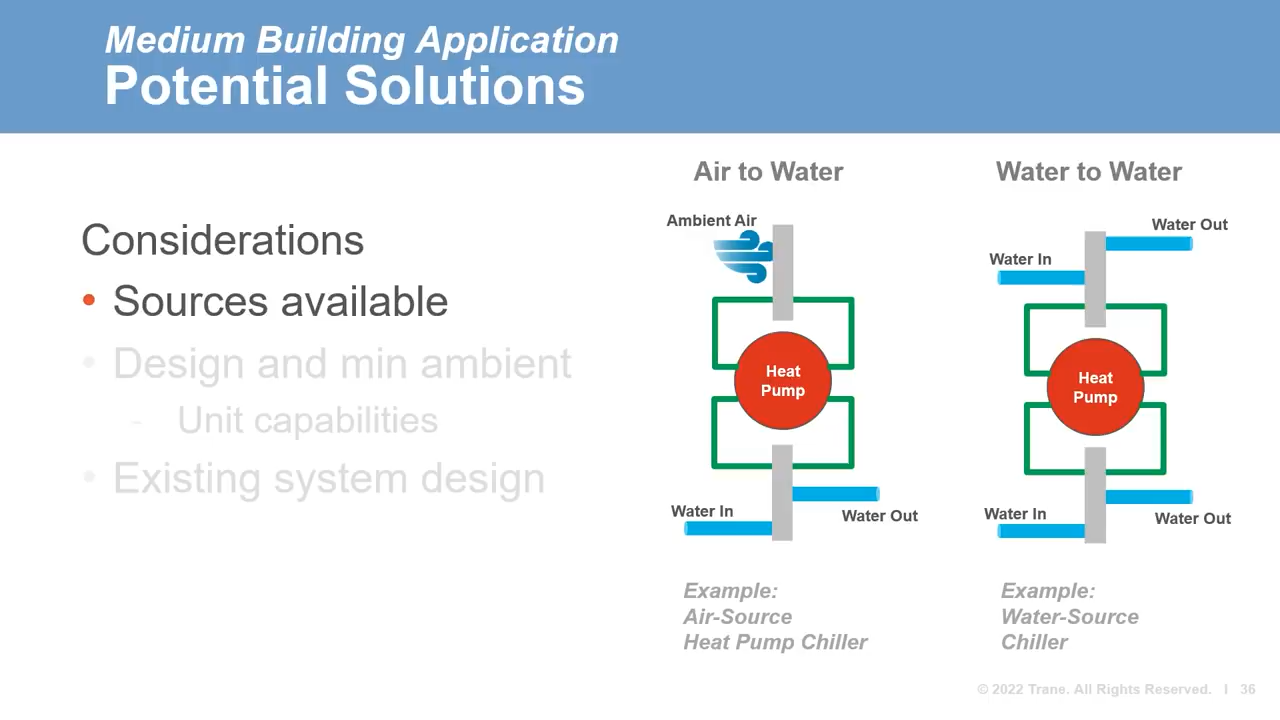 Medium Building Application
Potential Solutions
Considerations
• Sources available
• Design and min ambient
- Unit capabilities
• Existing system design
Air to Water
Ambient Air
Heat
Pump
Water In
Water Out
Example:
Air-Source
Heat Pump Chiller
Water to Water
Water Out
Water In
Heat
Pump
Water In
Water Out
Example:
Water-Source
Chiller
© 2022 Trane. All Rights Reserved. I 36